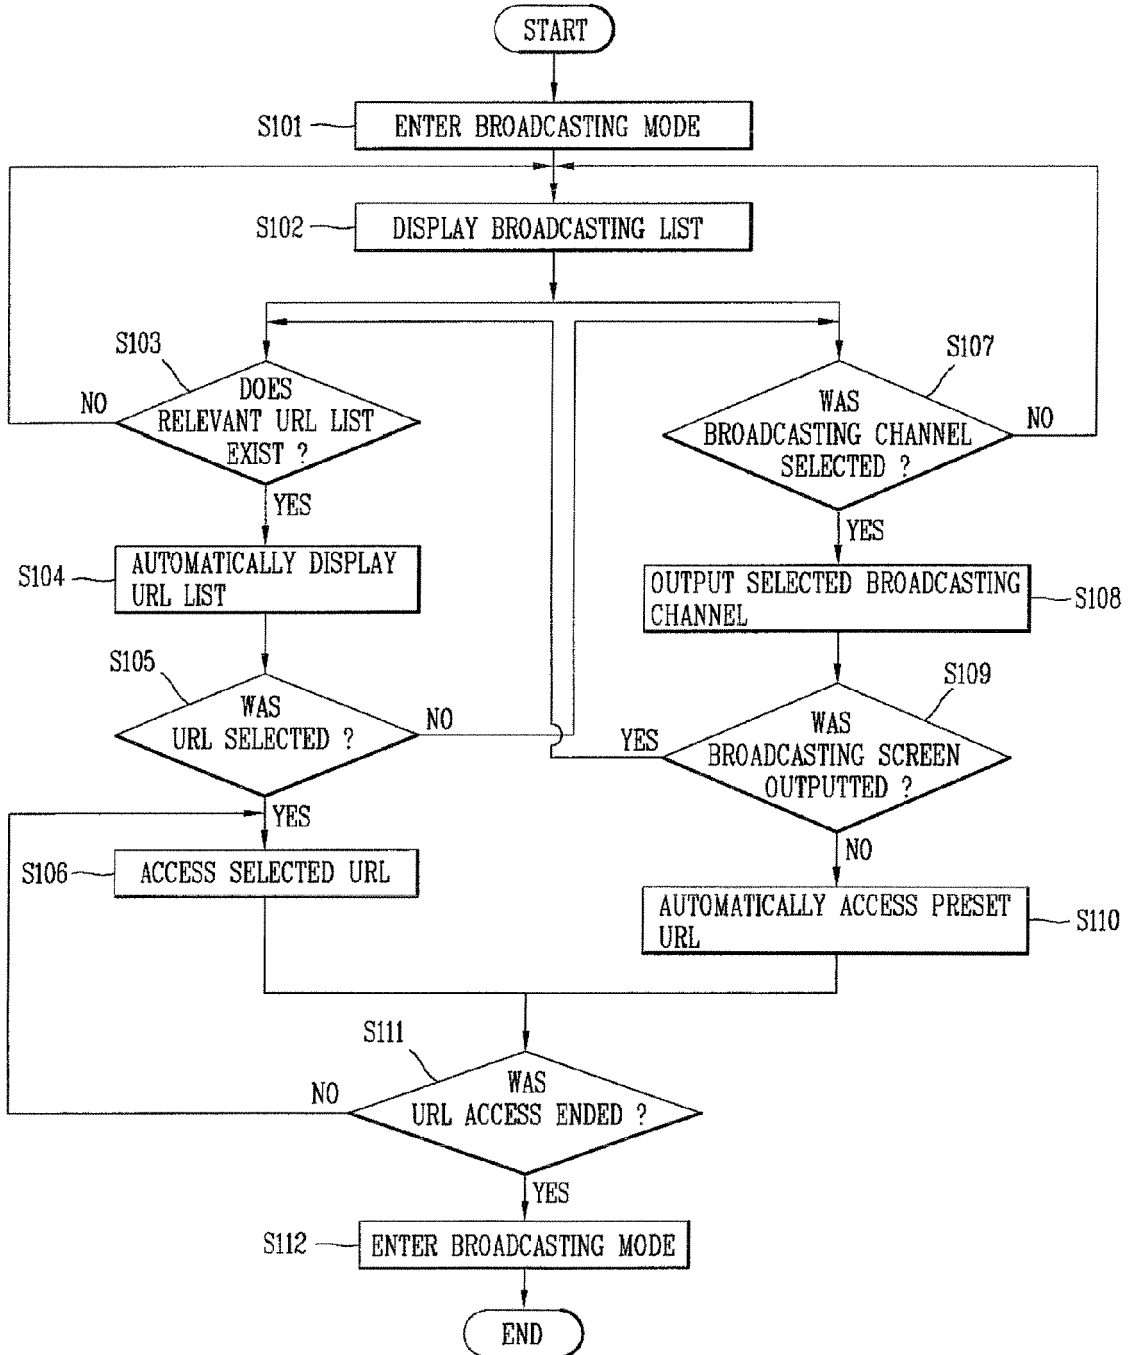 START
S101
ENTER BROADCASTING MODE
S102
DISPLAY BROADCASTING LIST
S103
DOES
RELEVANT URL LIST
EXIST ?
NO
YES
S107
WAS
BROADCASTING CHANNEL
SELECTED ?
NO
YES
S104
AUTOMATICALLY DISPLAY
URL LIST
OUTPUT SELECTED BROADCASTING
CHANNEL
S108
S105
WAS
URL SELECTED ?
NO
YES
S109
WAS
BROADCASTING SCREEN
OUTPUTTED ?
YES
NO
S106
ACCESS SELECTED URL
AUTOMATICALLY ACCESS PRESET
URL
S110
S111
WAS
URL ACCESS ENDED ?
NO
YES
S112
ENTER BROADCASTING MODE
END